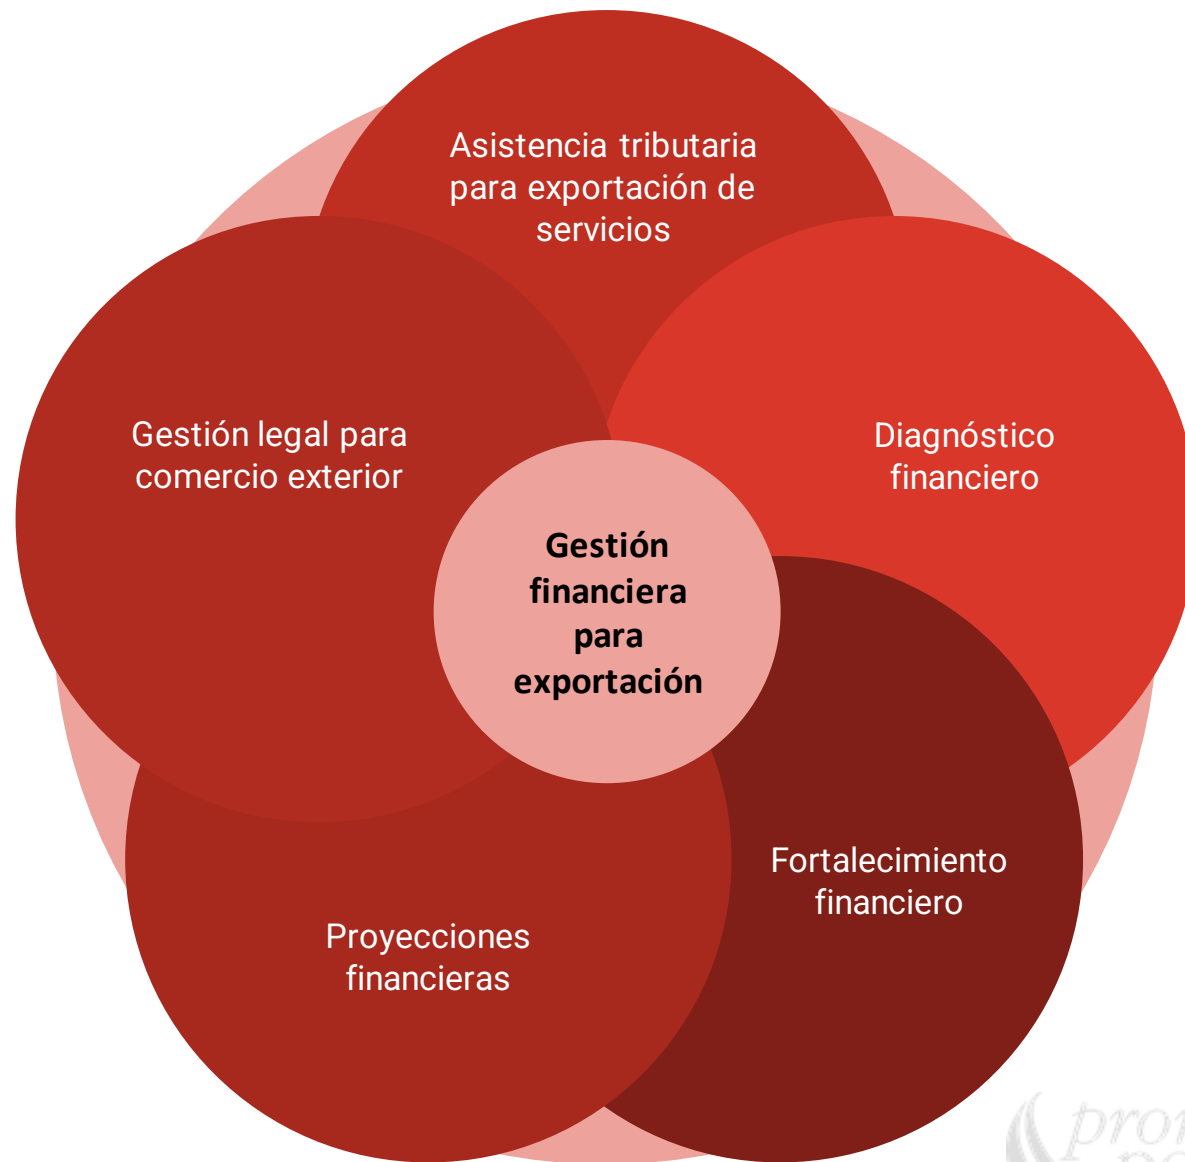 Asistencia tributaria
para exportación de
servicios
Gestión legal para
comercio exterior
Diagnóstico
financiero
Gestión
financiera
para
exportación
Fortalecimiento
financiero
Proyecciones
financieras